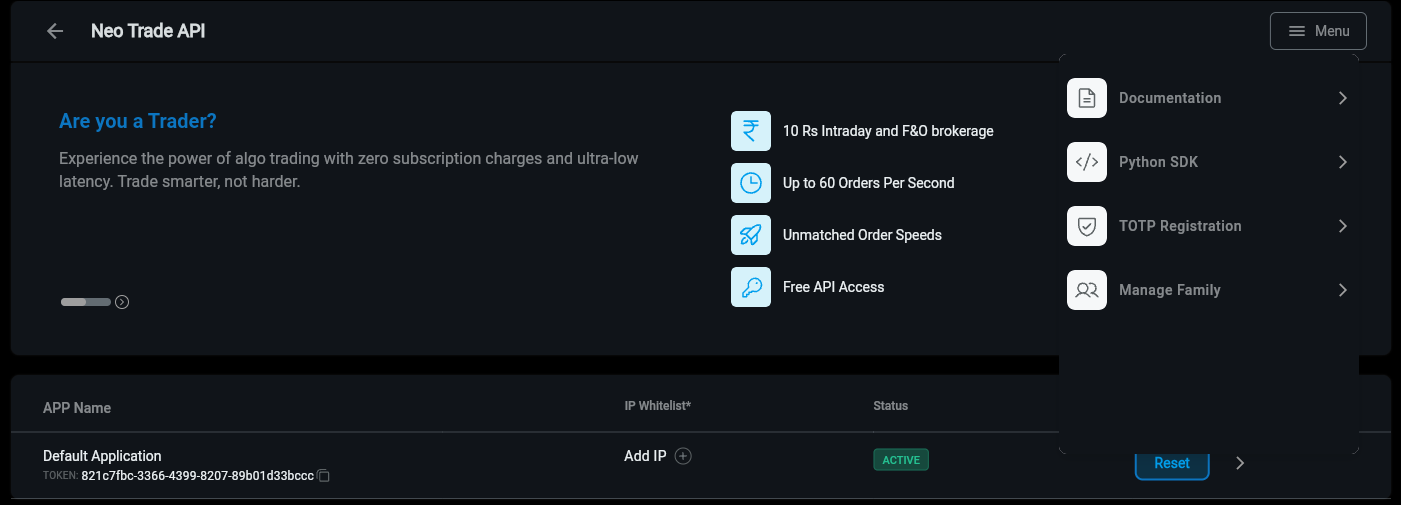 Neo Trade API
Menu
Are you a Trader?
Experience the power of algo trading with zero subscription charges and ultra-low
latency. Trade smarter, not harder.
10 Rs Intraday and F&O brokerage
Up to 60 Orders Per Second
Unmatched Order Speeds
Free API Access
Documentation
Python SDK
TOTP Registration
Manage Family
APP Name
IP Whitelist*
Status
Default Application
TOKEN: 821c7fbc-3366-4399-8207-89b01d33bccc
Add IP
ACTIVE
Reset